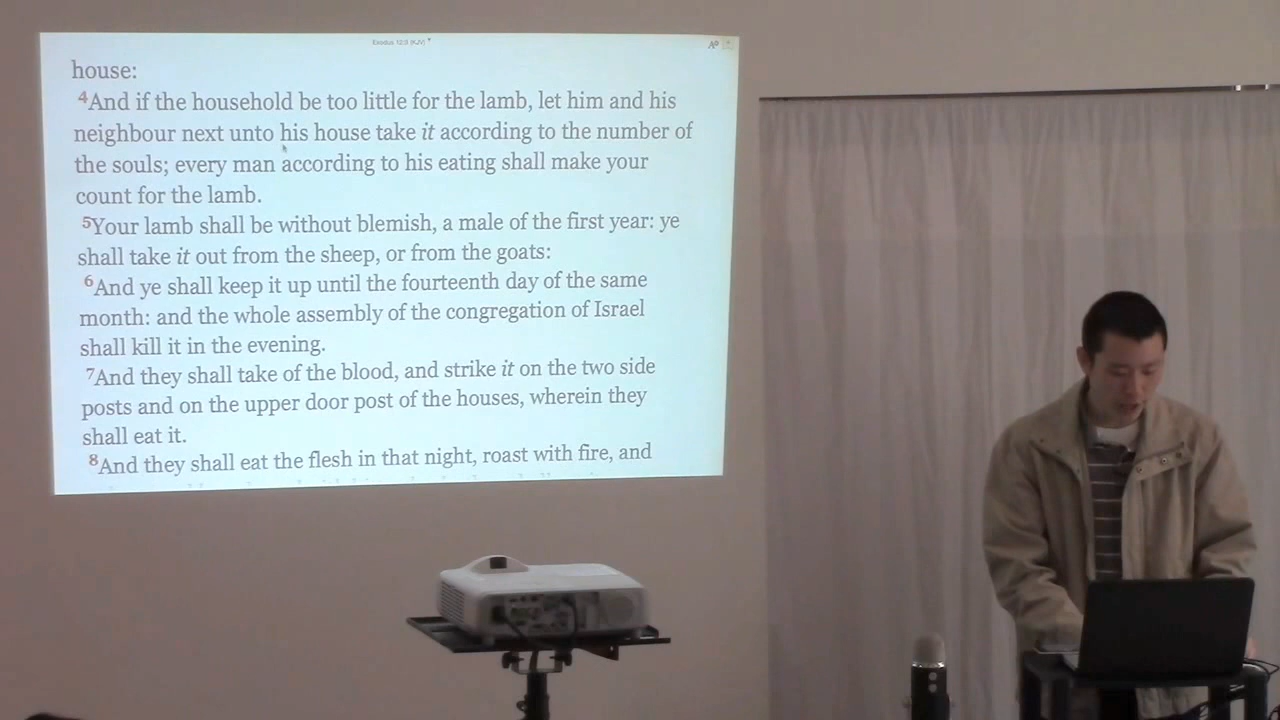 Exodus 12:3 (KJV)
house:
4And if the household be too little for the lamb, let him and his
neighbour next unto his house take it according to the number of
the souls; every man according to his eating shall make your
count for the lamb.
5Your lamb shall be without blemish, a male of the first year: ye
shall take it out from the sheep, or from the goats:
6And ye shall keep it up until the fourteenth day of the same
month: and the whole assembly of the congregation of Israel
shall kill it in the evening.
7And they shall take of the blood, and strike it on the two side
posts and on the upper door post of the houses, wherein they
shall eat it.
8And they shall eat the flesh in that night, roast with fire, and